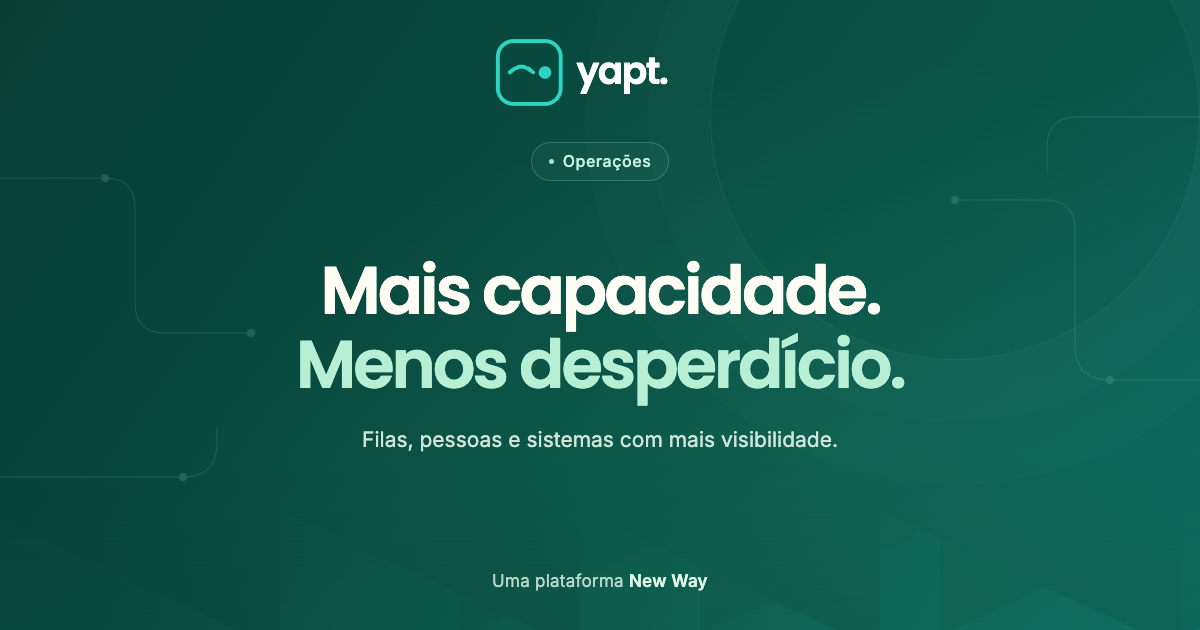 yapt.
Operações
Mais capacidade.
Menos desperdício.
Filas, pessoas e sistemas com mais visibilidade.
Uma plataforma New Way